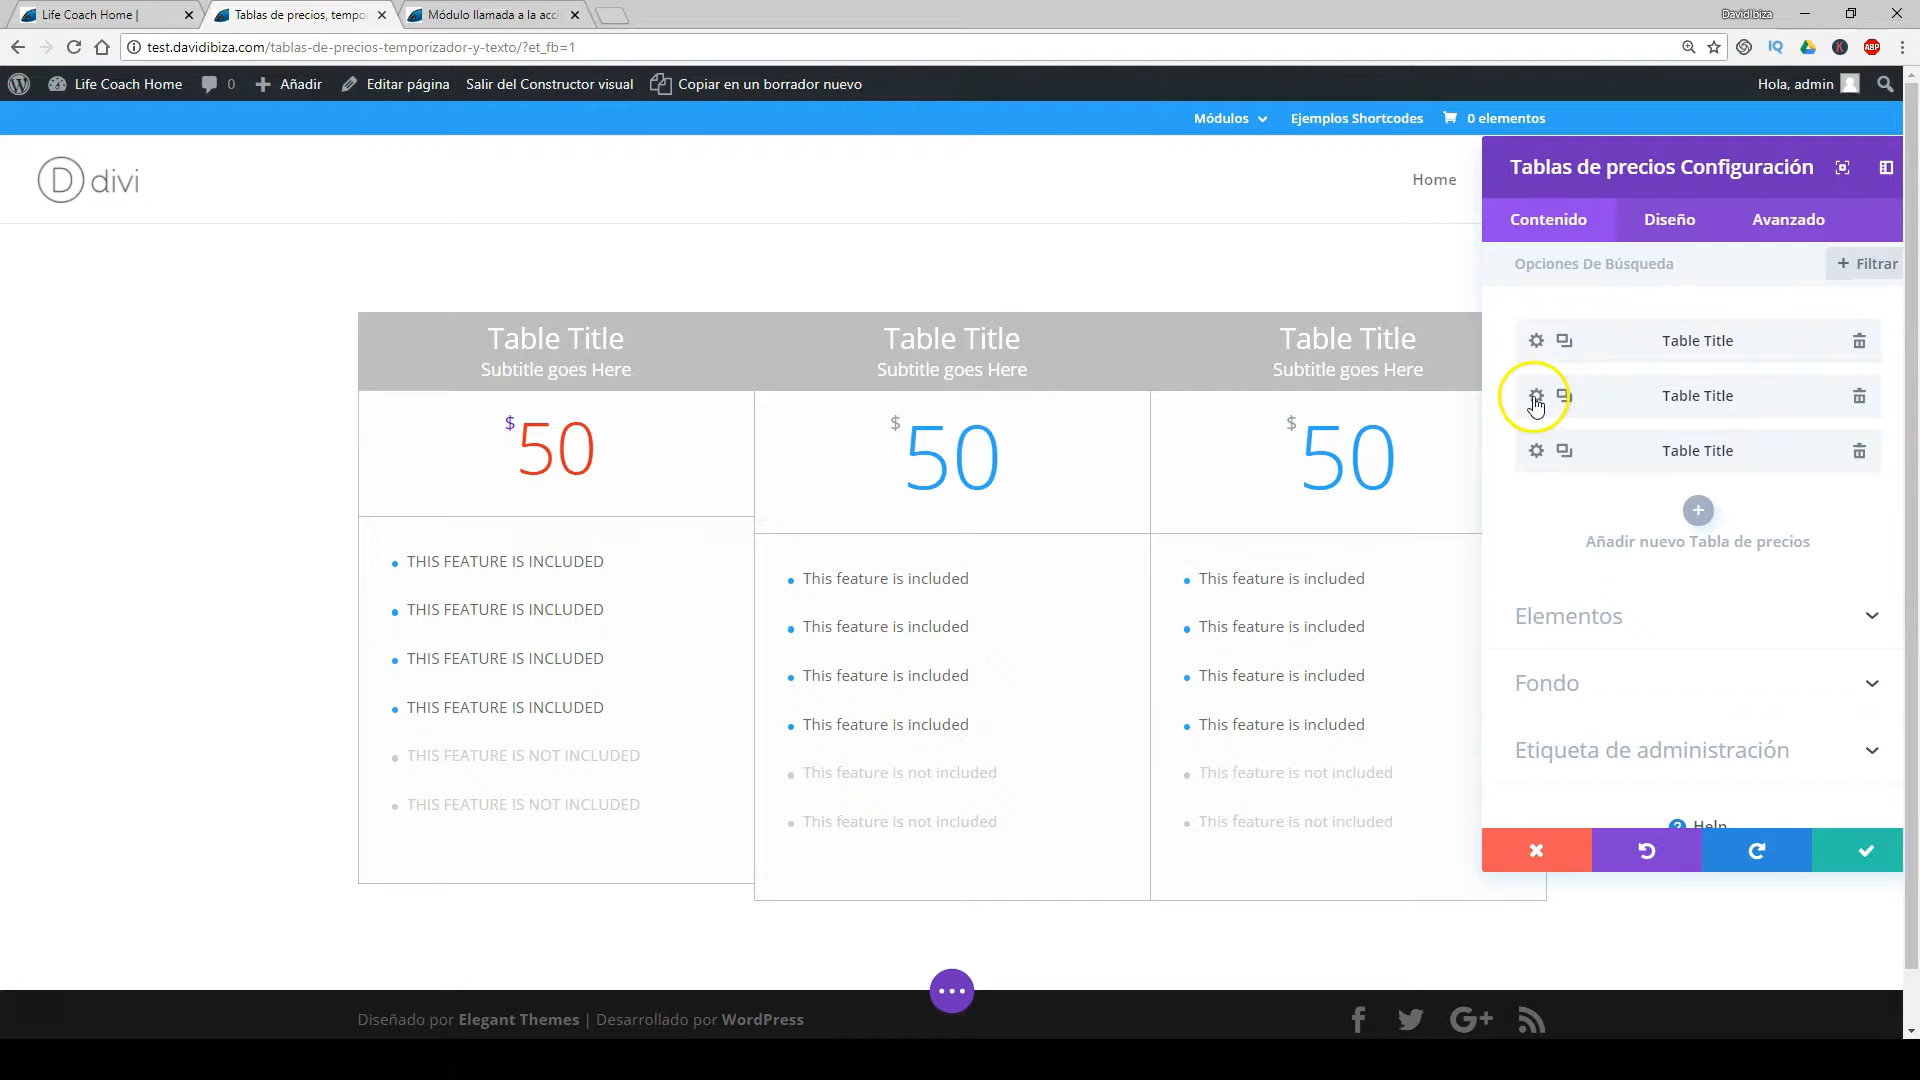 Life Coach Home |
Tablas de precios, tempo
Módulo llamada a la acci
DavidIbiza
test.davidibiza.com/tablas-de-precios-temporizador-y-texto/?et_fb=1
IQ
K
ABP
Life Coach Home
0
Añadir
Editar página
Salir del Constructor visual
Copiar en un borrador nuevo
Hola, admin
Módulos
Ejemplos Shortcodes
0 elementos
D divi
Home
Tablas de precios Configuración
Contenido
Diseño
Avanzado
Opciones De Búsqueda
+ Filtrar
Table Title
Table Title
Table Title
Añadir nuevo Tabla de precios
Elementos
Fondo
Etiqueta de administración
Help
Table Title
Subtitle goes Here
$
50
THIS FEATURE IS INCLUDED
THIS FEATURE IS INCLUDED
THIS FEATURE IS INCLUDED
THIS FEATURE IS INCLUDED
THIS FEATURE IS NOT INCLUDED
THIS FEATURE IS NOT INCLUDED
Table Title
Subtitle goes Here
$
50
This feature is included
This feature is included
This feature is included
This feature is included
This feature is not included
This feature is not included
Table Title
Subtitle goes Here
$
50
This feature is included
This feature is included
This feature is included
This feature is included
This feature is not included
This feature is not included
Diseñado por Elegant Themes | Desarrollado por WordPress